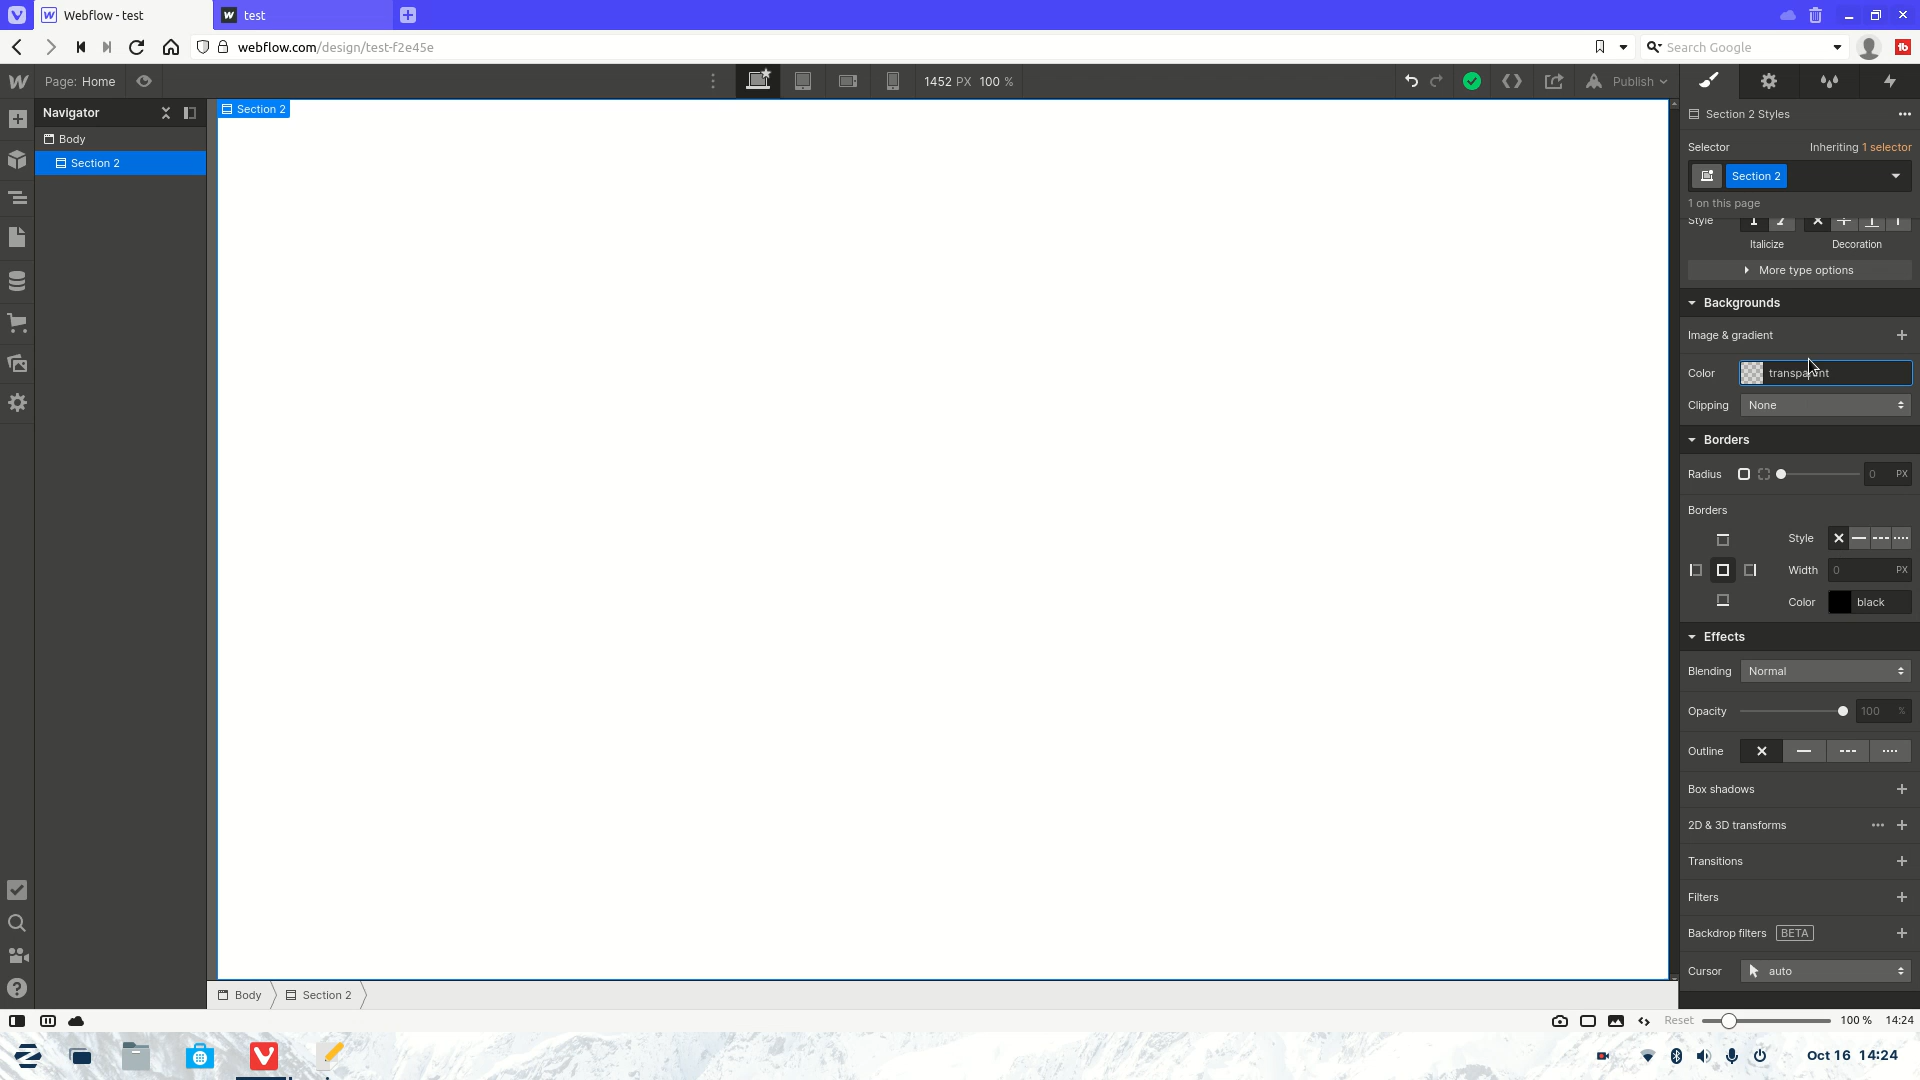 Webflow - test
test
webflow.com/design/test-f2e45e
Search Google
Page: Home
1452 PX 100 %
Publish
Navigator
Body
Section 2
Section 2
Section 2 Styles
Selector
Inheriting 1 selector
Section 2
1 on this page
Style
Italicize
Decoration
More type options
Backgrounds
Image & gradient
Color
transparent
Clipping
None
Borders
Radius
0 PX
Borders
Style
Width
0 PX
Color
black
Effects
Blending
Normal
Opacity
100 %
Outline
Box shadows
2D & 3D transforms
Transitions
Filters
Backdrop filters BETA
Cursor
auto
Body
Section 2
Reset
100 %
14:24
Oct 16 14:24